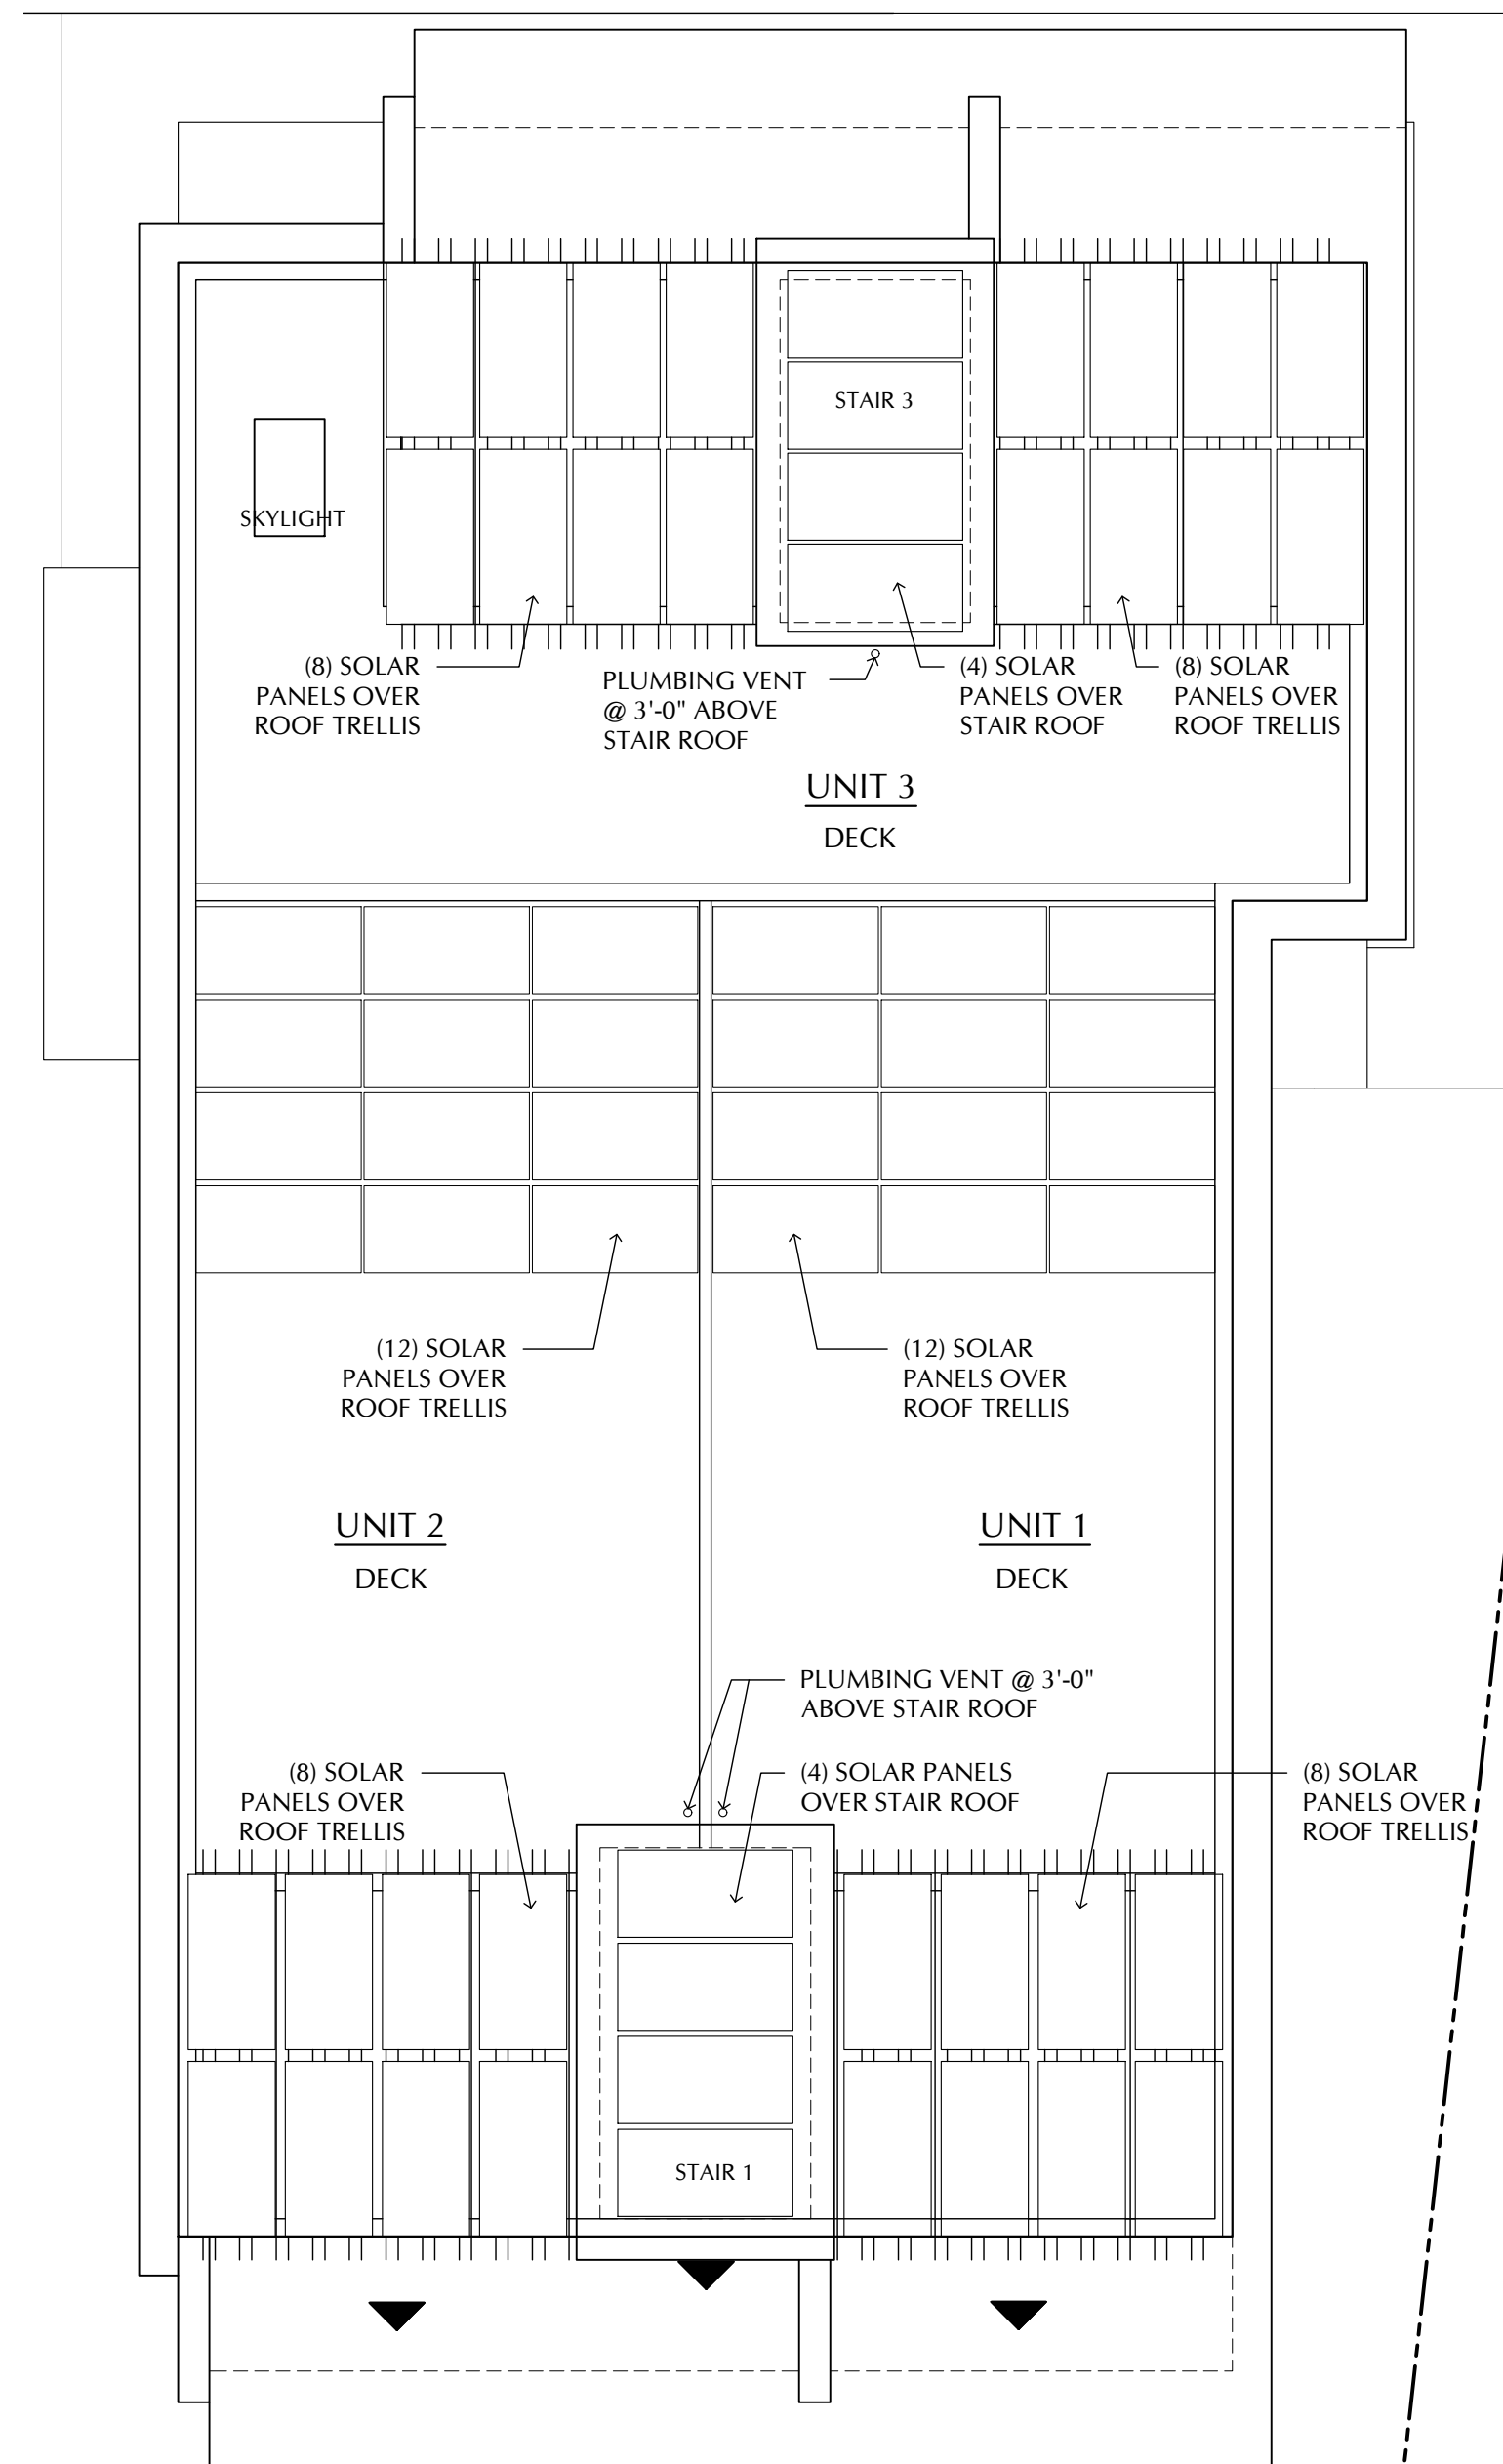 STAIR 3
SKYLIGHT
(8) SOLAR
PANELS OVER
ROOF TRELLIS
PLUMBING VENT
@ 3'-0" ABOVE
STAIR ROOF
(4) SOLAR
PANELS OVER
STAIR ROOF
(8) SOLAR
PANELS OVER
ROOF TRELLIS
UNIT 3
DECK
(12) SOLAR
PANELS OVER
ROOF TRELLIS
(12) SOLAR
PANELS OVER
ROOF TRELLIS
UNIT 2
DECK
UNIT 1
DECK
PLUMBING VENT @ 3'-0"
ABOVE STAIR ROOF
(8) SOLAR
PANELS OVER
ROOF TRELLIS
(4) SOLAR PANELS
OVER STAIR ROOF
(8) SOLAR
PANELS OVER
ROOF TRELLIS
STAIR 1